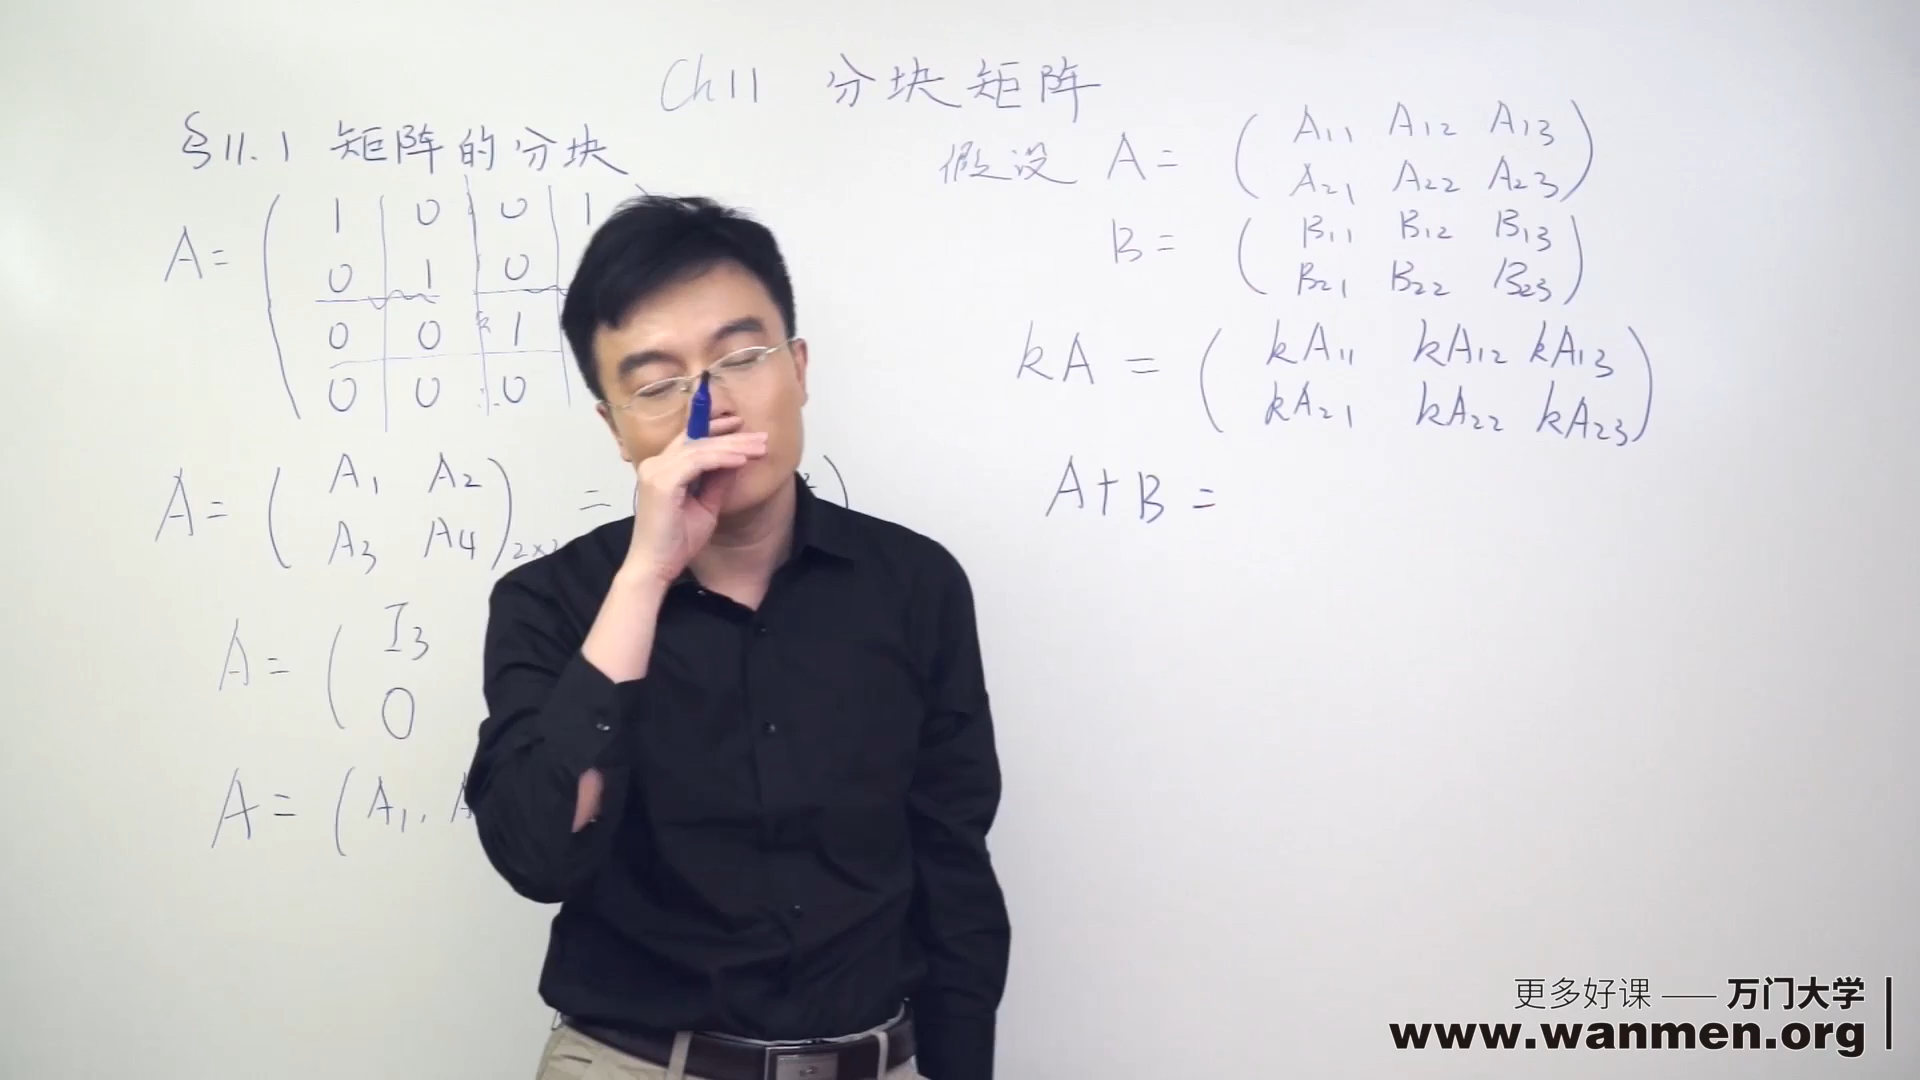 Ch11 分块矩阵
§11.1 矩阵的分块
A = ( 1 0 0 1
0 1 0
0 0 1
0 0 0
A = ( A₁ A₂
A₃ A₄ )₂ₓ₂ = ( )
A = ( I₃
O
A = (A₁,
假设 A = ( A₁₁ A₁₂ A₁₃
A₂₁ A₂₂ A₂₃ )
B = ( B₁₁ B₁₂ B₁₃
B₂₁ B₂₂ B₂₃ )
kA = ( kA₁₁ kA₁₂ kA₁₃
kA₂₁ kA₂₂ kA₂₃ )
A+B =
更多好课 —— 万门大学
www.wanmen.org